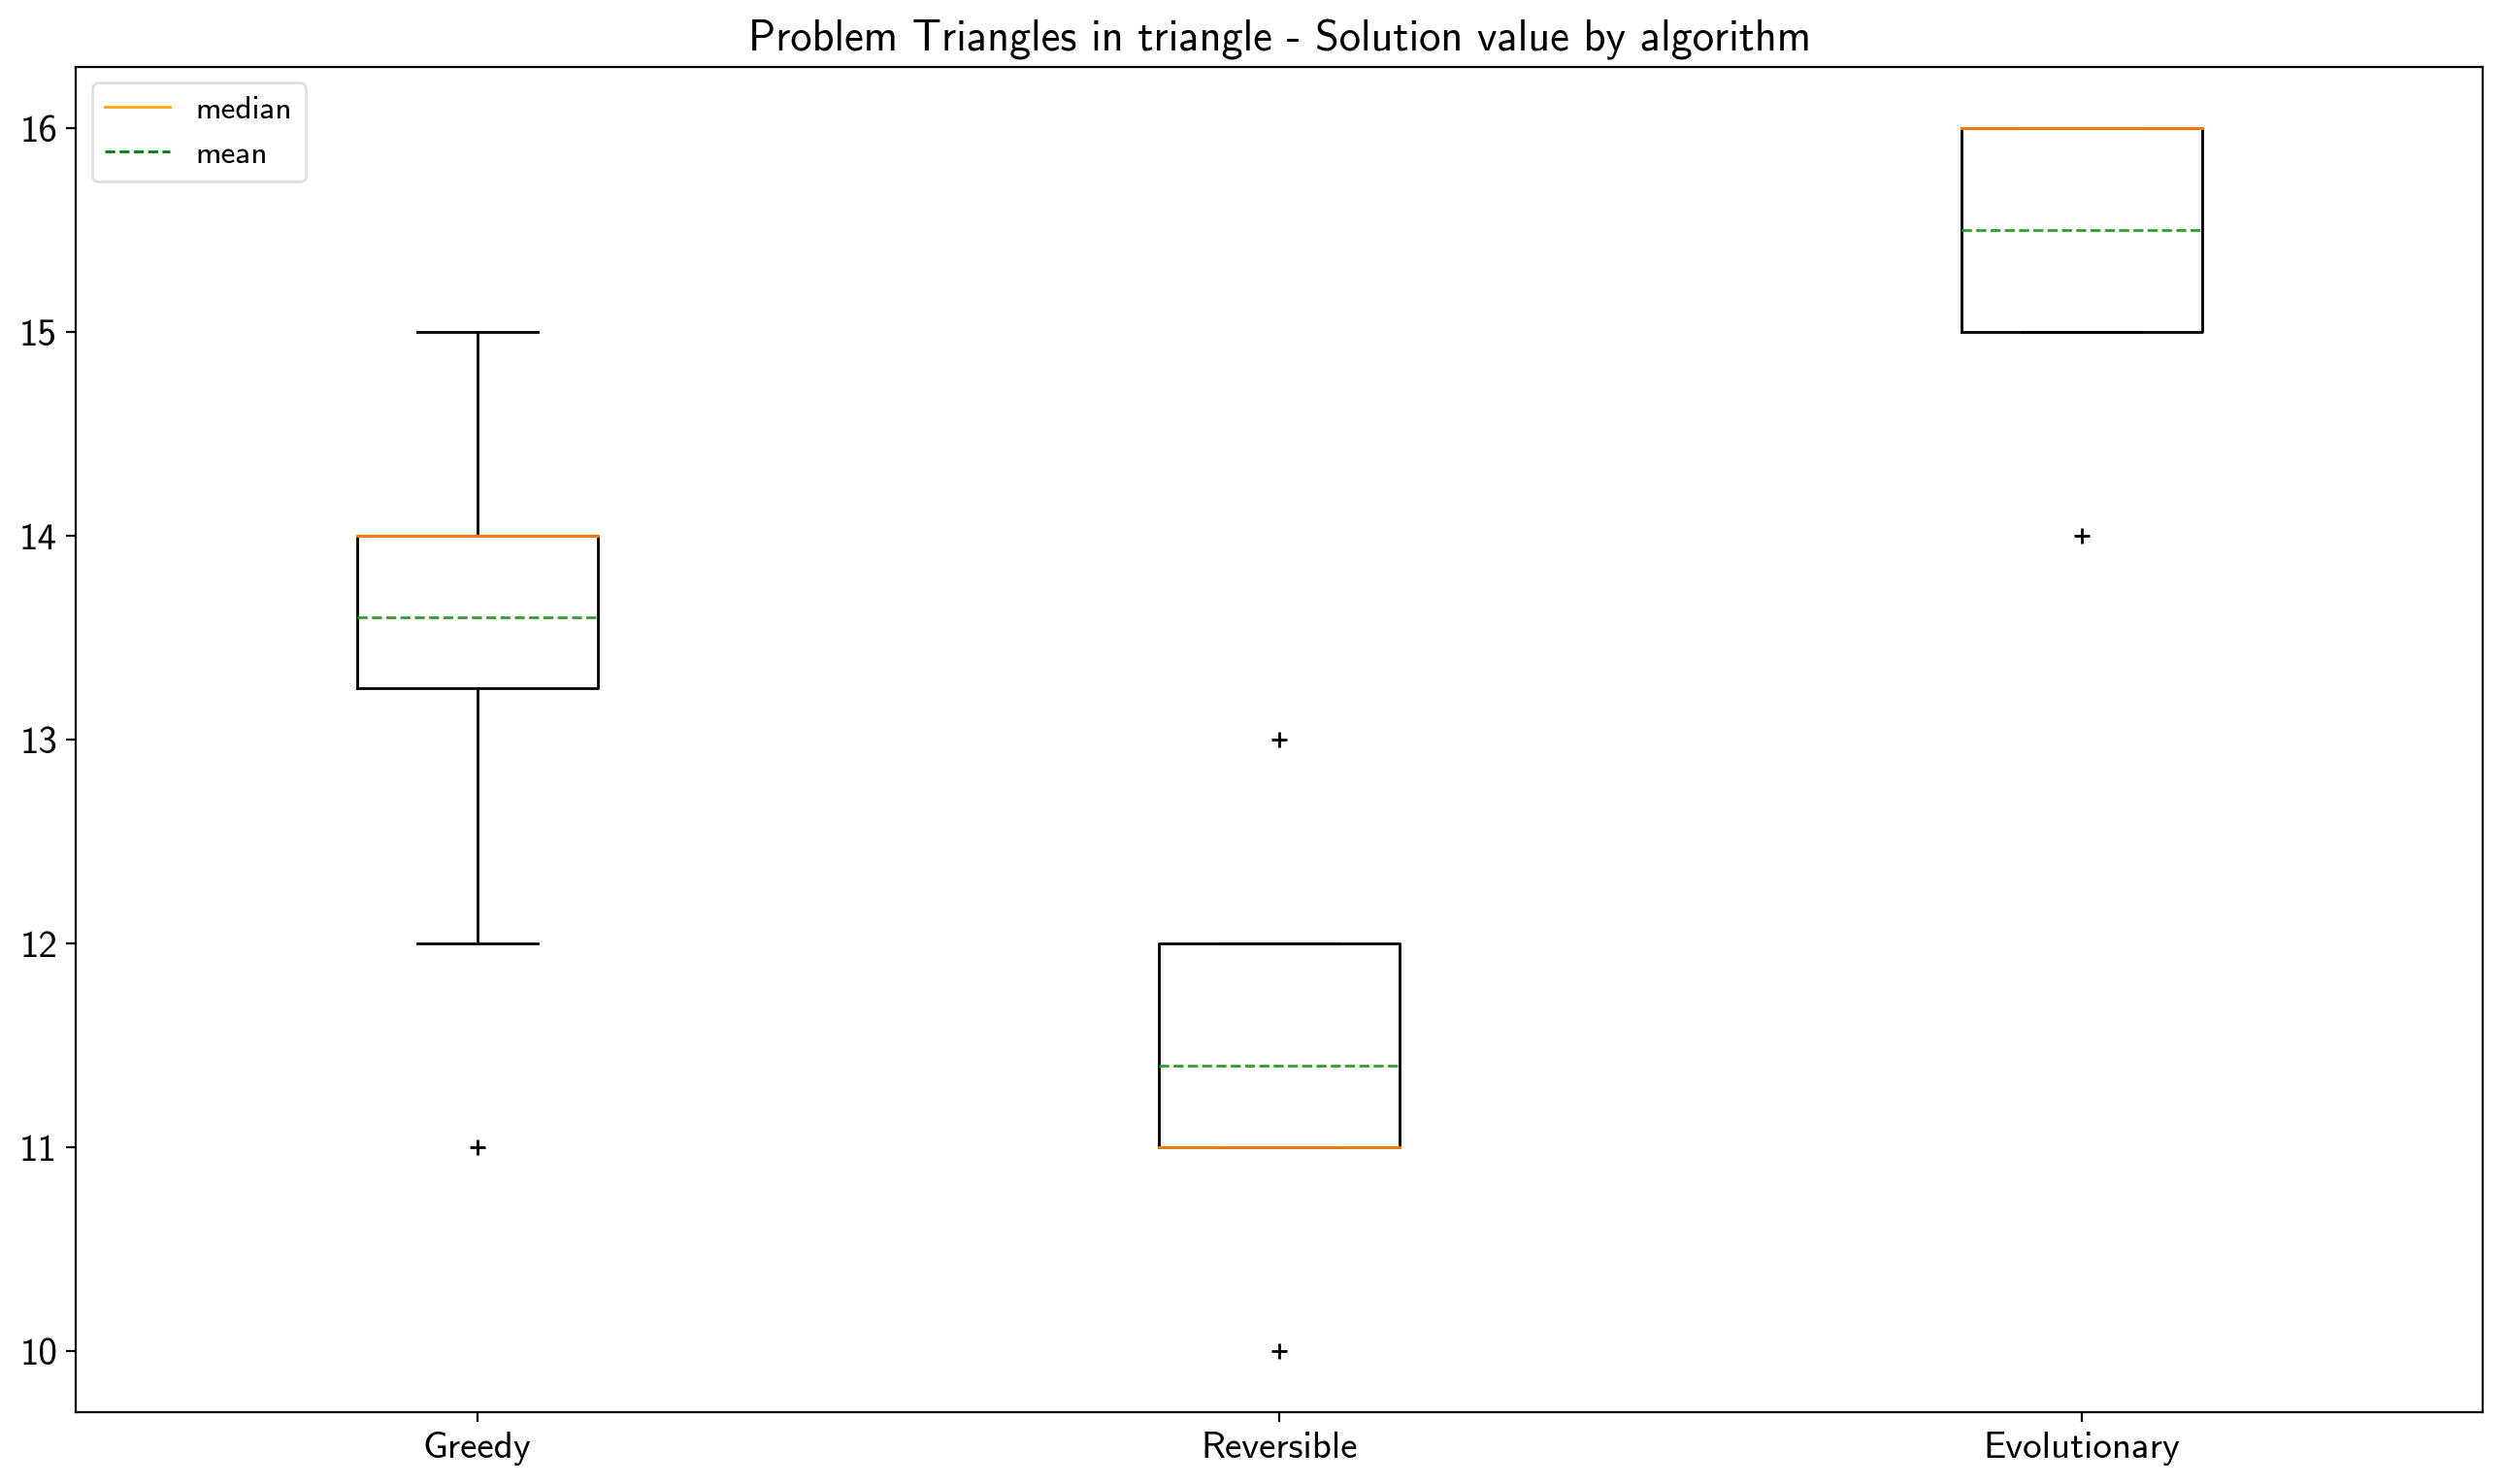 Problem Triangles in triangle - Solution value by algorithm
median
mean
16
15
14
13
12
11
10
Greedy
Reversible
Evolutionary